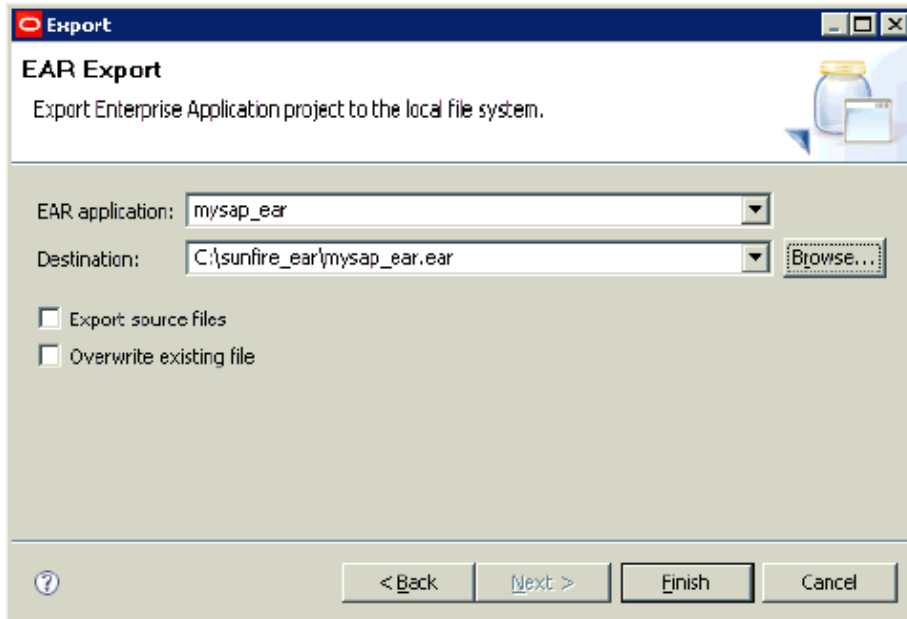 Export
EAR Export
Export Enterprise Application project to the local file system.
EAR application: mysap_ear
Destination: C:\sunfire_ear\mysap_ear.ear Browse...
Export source files
Overwrite existing file
? < Back Next > Finish Cancel